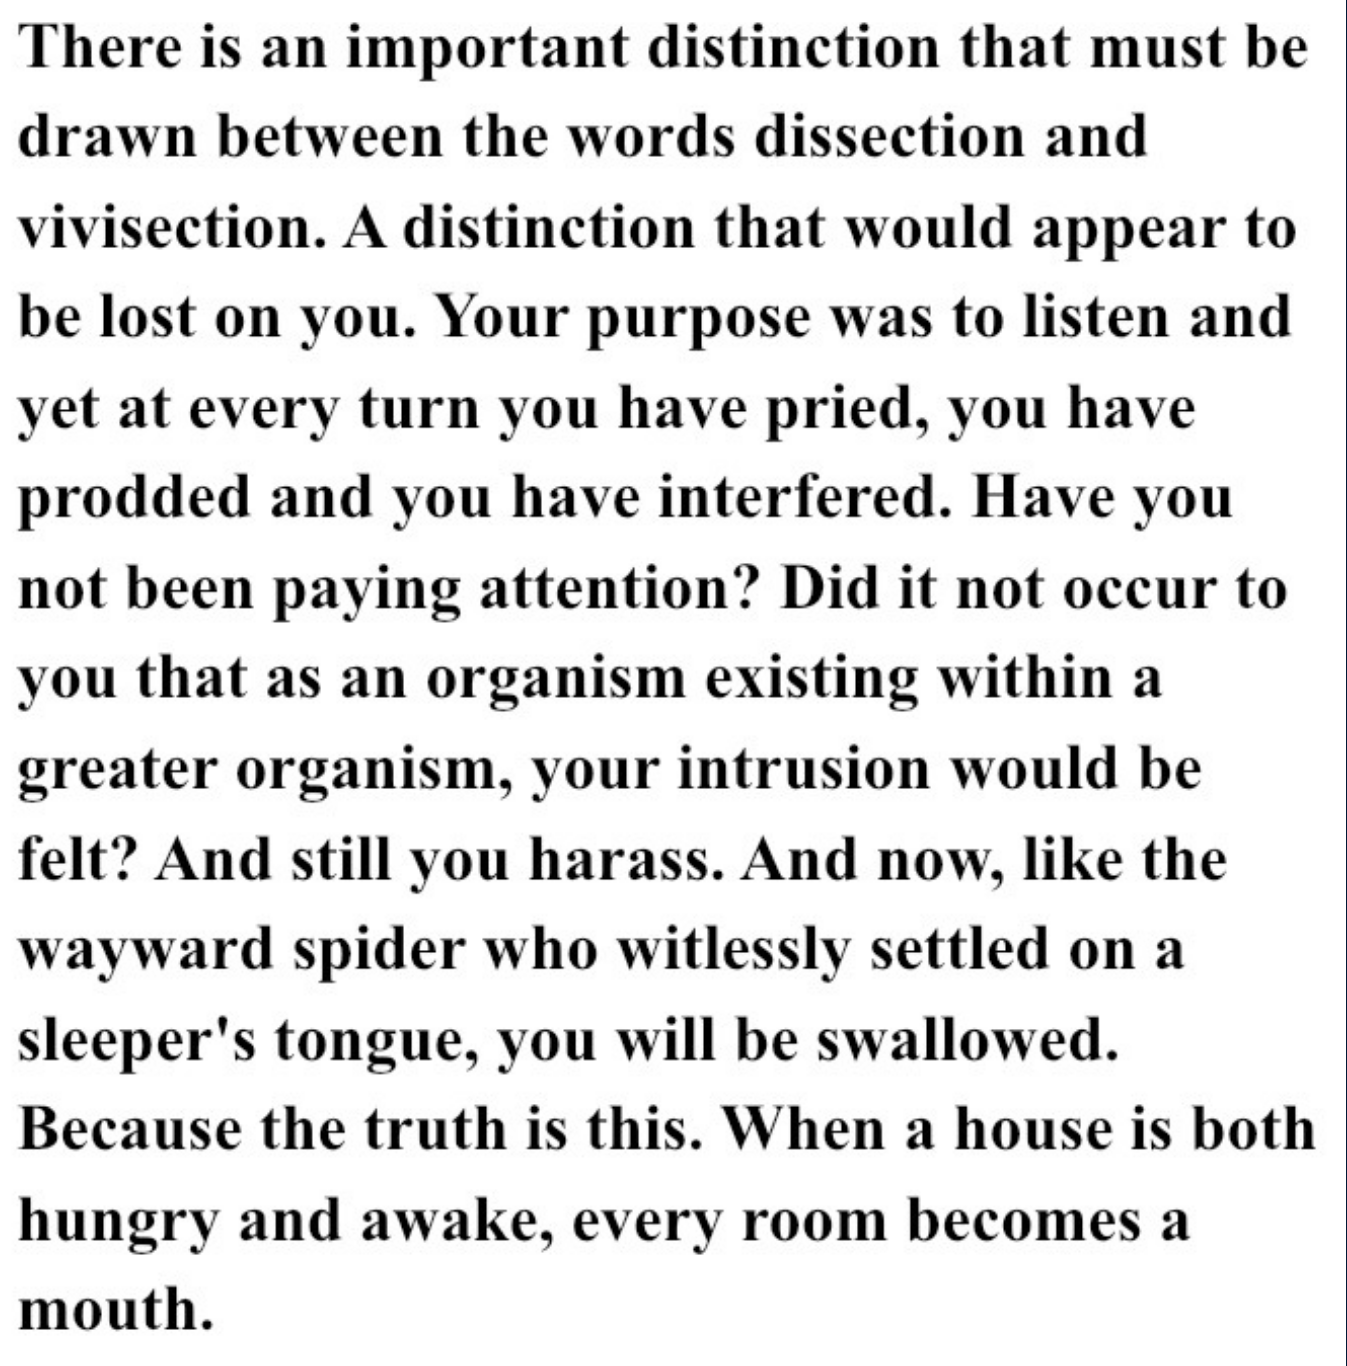 There is an important distinction that must be
drawn between the words dissection and
vivisection. A distinction that would appear to
be lost on you. Your purpose was to listen and
yet at every turn you have pried, you have
prodded and you have interfered. Have you
not been paying attention? Did it not occur to
you that as an organism existing within a
greater organism, your intrusion would be
felt? And still you harass. And now, like the
wayward spider who witlessly settled on a
sleeper's tongue, you will be swallowed.
Because the truth is this. When a house is both
hungry and awake, every room becomes a
mouth.